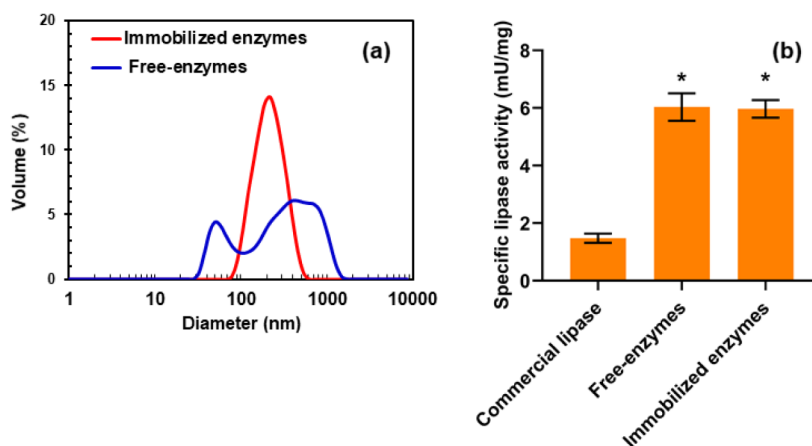 (a)
Immobilized enzymes
Free-enzymes
Volume (%)
20
15
10
5
0
1 10 100 1000 10000
Diameter (nm)
(b)
Specific lipase activity (mU/mg)
8
6
4
2
0
* *
Commercial lipase
Free-enzymes
Immobilized enzymes